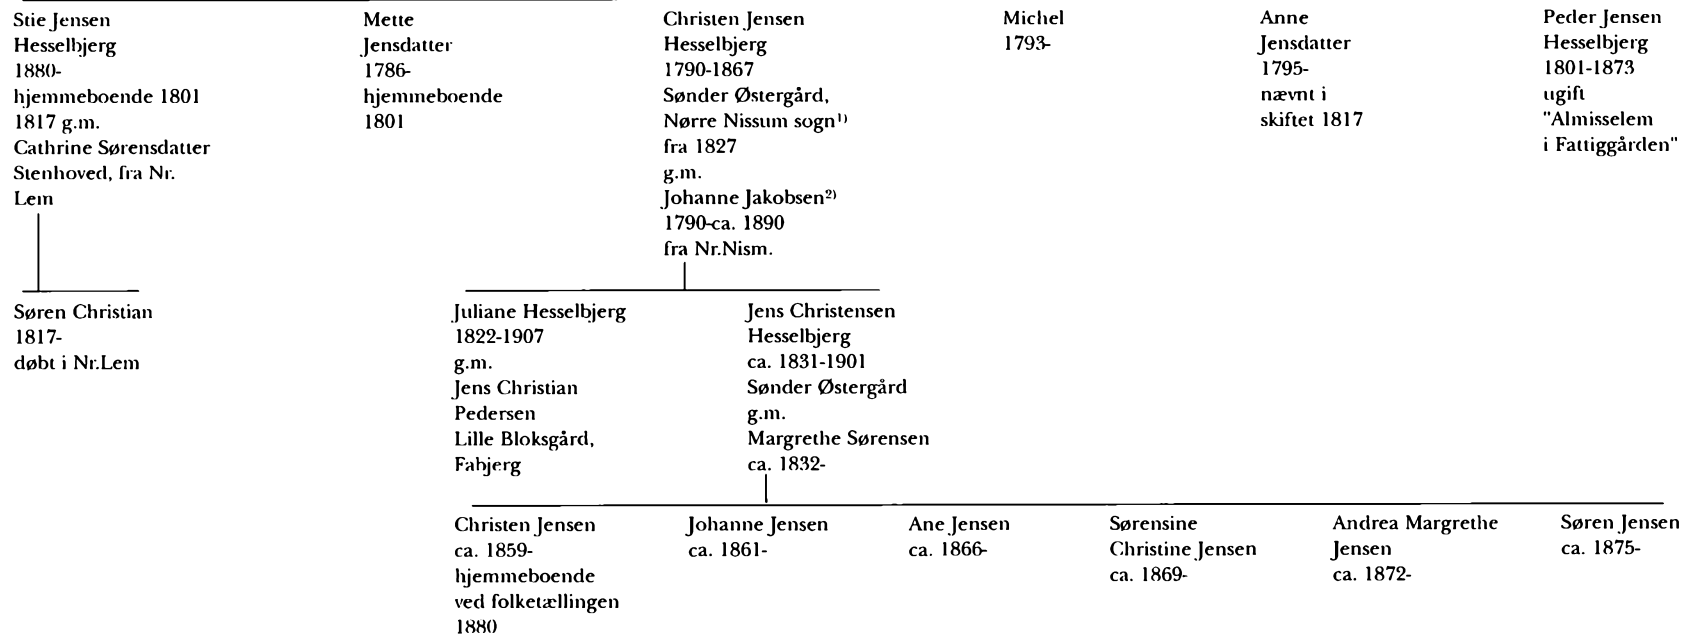 Stie Jensen
Hesselbjerg
1880-
hjemmeboende 1801
1817 g.m.
Cathrine Sørensdatter
Stenhoved, fra Nr.
Lem
Mette
Jensdatter
1786-
hjemmeboende
1801
Christen Jensen
Hesselbjerg
1790-1867
Sønder Østergård,
Nørre Nissum sogn¹⁾
fra 1827
g.m.
Johanne Jakobsen²⁾
1790-ca. 1890
fra Nr.Nism.
Michel
1793-
Anne
Jensdatter
1795-
nævnt i
skiftet 1817
Peder Jensen
Hesselbjerg
1801-1873
ugift
"Almisselem
i Fattiggården"
Søren Christian
1817-
døbt i Nr.Lem
Juliane Hesselbjerg
1822-1907
g.m.
Jens Christian
Pedersen
Lille Bloksgård,
Fabjerg
Jens Christensen
Hesselbjerg
ca. 1831-1901
Sønder Østergård
g.m.
Margrethe Sørensen
ca. 1832-
Christen Jensen
ca. 1859-
hjemmeboende
ved folketællingen
1880
Johanne Jensen
ca. 1861-
Ane Jensen
ca. 1866-
Sørensine
Christine Jensen
ca. 1869-
Andrea Margrethe
Jensen
ca. 1872-
Søren Jensen
ca. 1875-